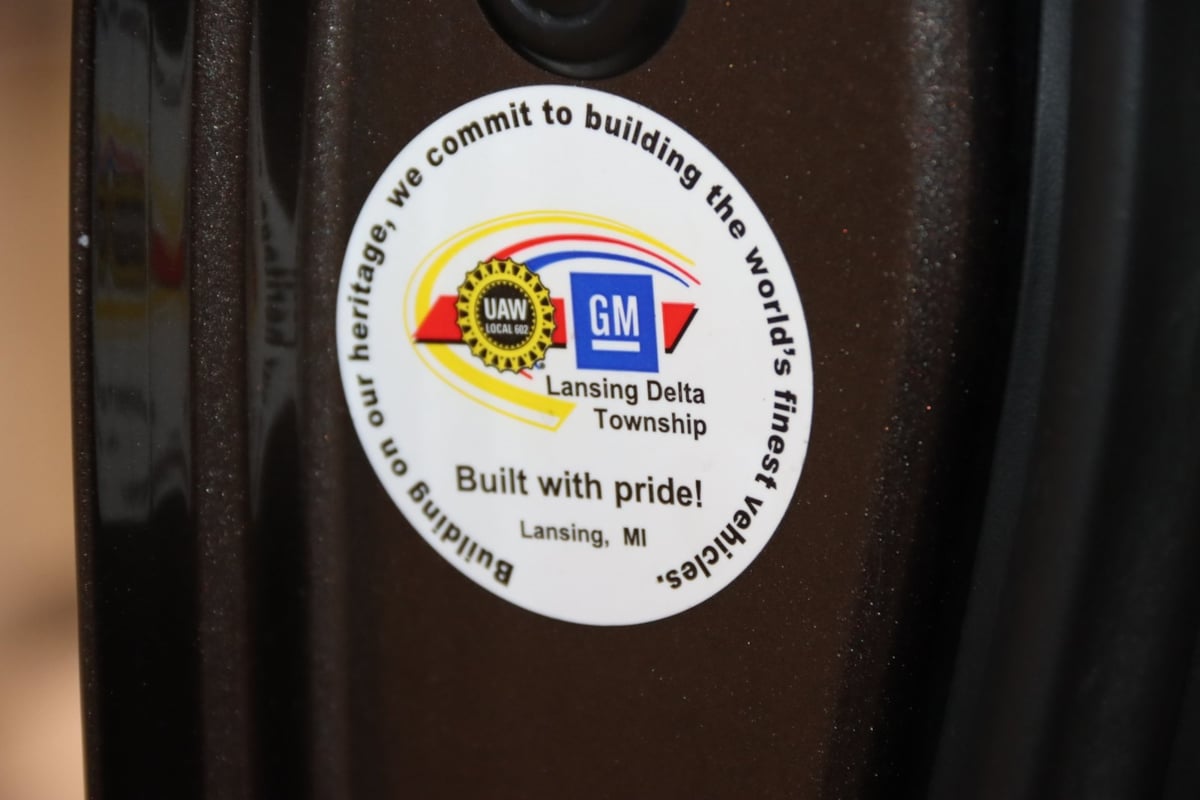 Building on our heritage, we commit to building the world's finest vehicles.
UAW
LOCAL 602
GM
Lansing Delta
Township
Built with pride!
Lansing, MI